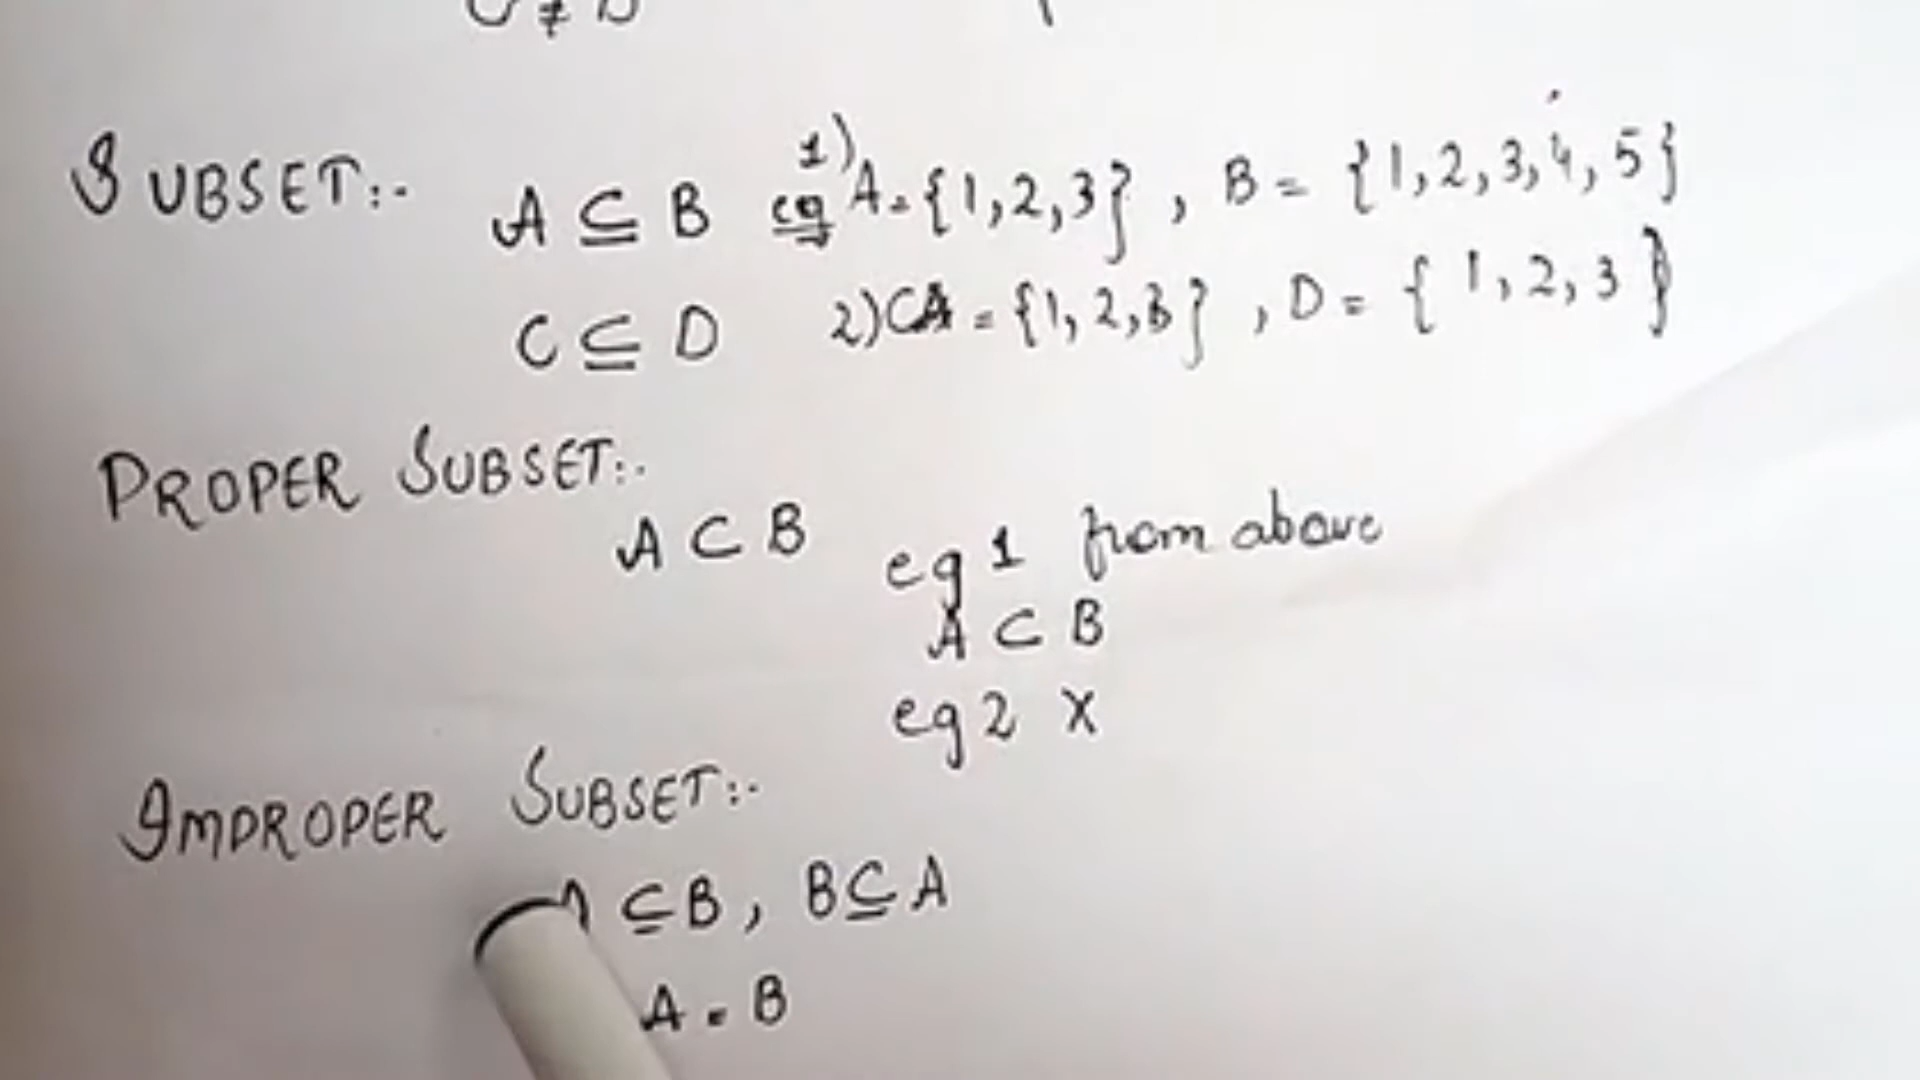 SUBSET:-
A ⊆ B eg 1) A = {1,2,3} , B = {1,2,3,4,5}
C ⊆ D 2) CA = {1,2,3} , D = {1,2,3}
PROPER SUBSET:-
A ⊂ B eg 1 from above
A ⊂ B
eg 2 X
IMPROPER SUBSET:-
⊆ B, B ⊆ A
A = B